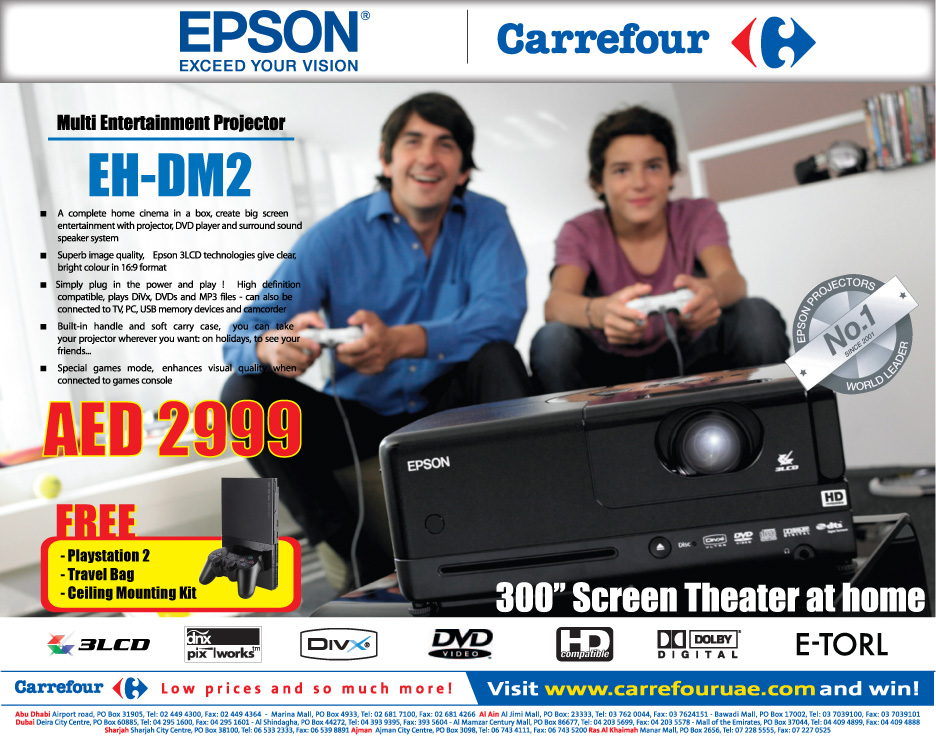 EPSON®
EXCEED YOUR VISION
Carrefour
Multi Entertainment Projector
EH-DM2
A complete home cinema in a box, create big screen
entertainment with projector, DVD player and surround sound
speaker system
Superb image quality, Epson 3LCD technologies give clear,
bright colour in 16:9 format
Simply plug in the power and play ! High definition
compatible, plays DiVx, DVDs and MP3 files - can also be
connected to TV, PC, USB memory devices and camcorder
Built-in handle and soft carry case, you can take
your projector wherever you want: on holidays, to see your
friends...
Special games mode, enhances visual quality when
connected to games console
AED 2999
EPSON PROJECTORS
No.1
SINCE 2001
WORLD LEADER
EPSON
3LCD
HD
Disc
DivX
ULTRA
DVD
VIDEO
dts
FREE
- Playstation 2
- Travel Bag
- Ceiling Mounting Kit
300” Screen Theater at home
3LCD
dnx
pix lworks™
DIVX®
DVD
VIDEO
HD
compatible
DOLBY
DIGITAL
E-TORL
Carrefour Low prices and so much more!
Visit www.carrefouruae.com and win!
Abu Dhabi Airport road, PO Box 31905, Tel: 02 449 4300, Fax: 02 449 4364 - Marina Mall, PO Box 4933, Tel: 02 681 7100, Fax: 02 681 4266 Al Ain Al Jimi Mall, PO Box: 23333, Tel: 03 762 0044, Fax: 03 7624151 - Bawadi Mall, PO Box 17002, Tel: 03 7039100, Fax: 03 7039101
Dubai Deira City Centre, PO Box 60885, Tel: 04 295 1600, Fax: 04 295 1601 - Al Shindagha, PO Box 44272, Tel: 04 393 9395, Fax: 393 5604 - Al Mamzar Century Mall, PO Box 86677, Tel: 04 203 5699, Fax: 04 203 5578 - Mall of the Emirates, PO Box 37044, Tel: 04 409 4899, Fax: 04 409 4888
Sharjah Sharjah City Centre, PO Box 38100, Tel: 06 533 2333, Fax: 06 539 8891 Ajman Ajman City Centre, PO Box 3098, Tel: 06 743 4111, Fax: 06 743 5200 Ras Al Khaimah Manar Mall, PO Box 2656, Tel: 07 228 5555, Fax: 07 227 0525